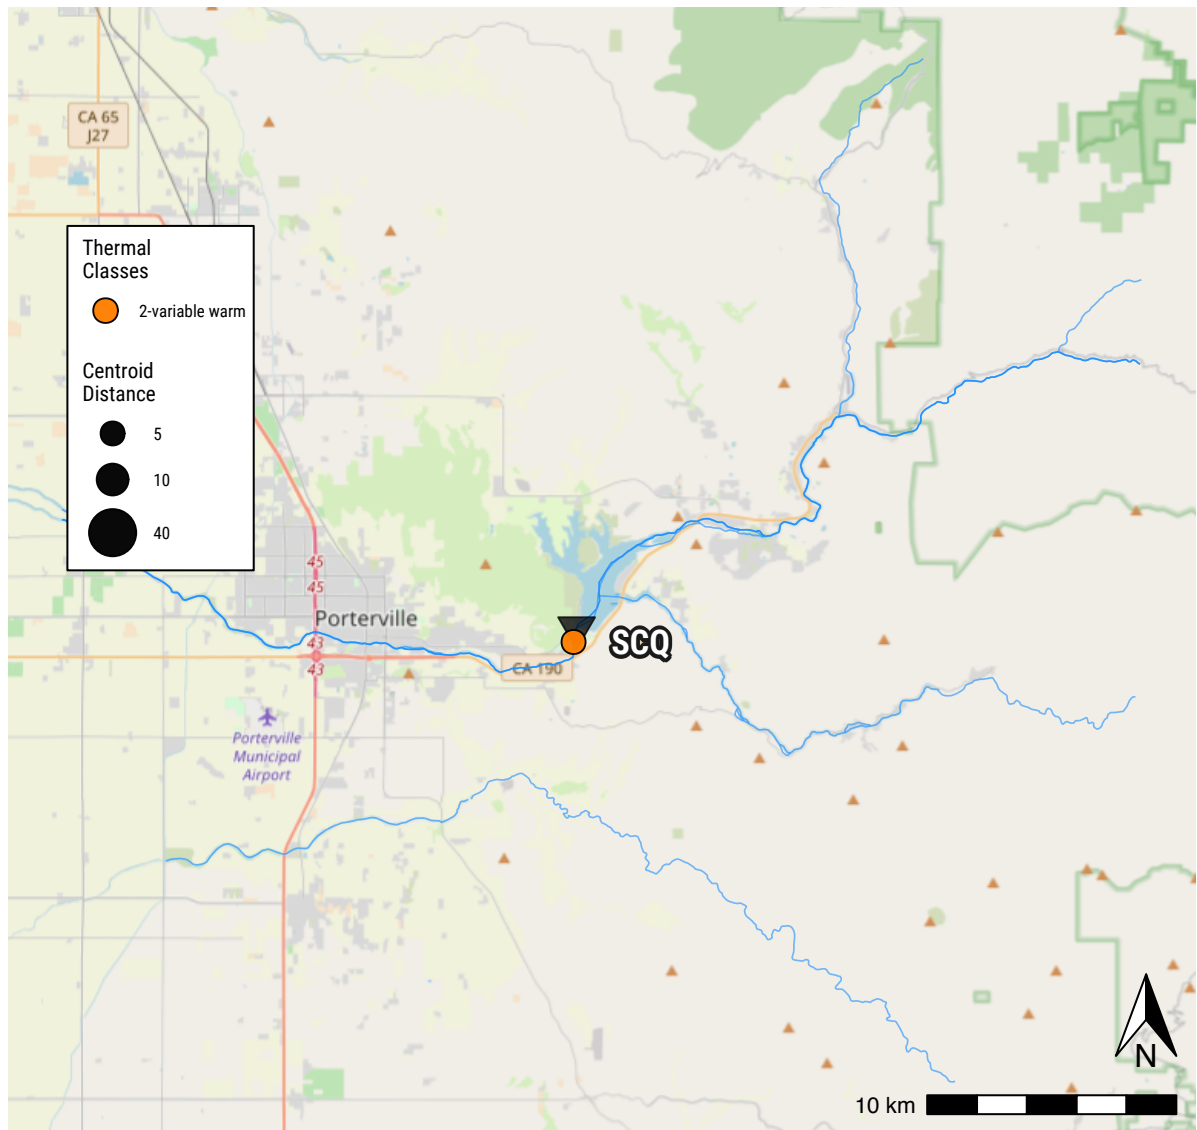 CA 65
J27
Thermal
Classes
2-variable warm
Centroid
Distance
5
10
40
45
45
Porterville
43
43
SCQ
CA 190
Porterville
Municipal
Airport
N
10 km